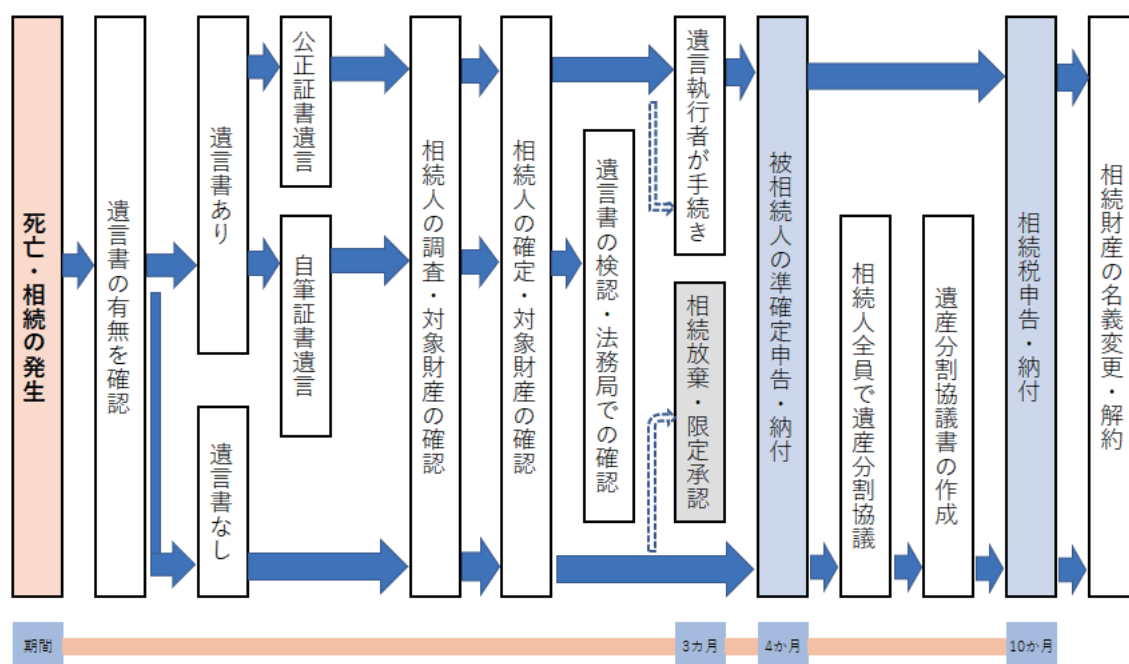 死亡・相続の発生
遺言書の有無を確認
遺言書あり
遺言書なし
公正証書遺言
自筆証書遺言
相続人の調査・対象財産の確認
相続人の確定・対象財産の確認
遺言書の検認・法務局での確認
遺言執行者が手続き
相続放棄・限定承認
被相続人の準確定申告・納付
相続人全員で遺産分割協議
遺産分割協議書の作成
相続税申告・納付
相続財産の名義変更・解約
期間
3カ月
4か月
10か月